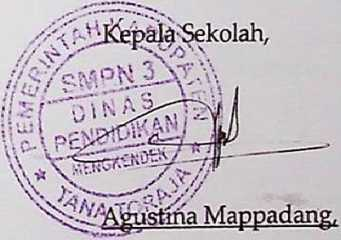 Kepala Sekolah,
PEMERINTAH KABUPATEN
SMPN 3
DINAS
PENDIDIKAN
MENGKENDEK
★ TANA TORAJA ★
Agustina Mappadang,